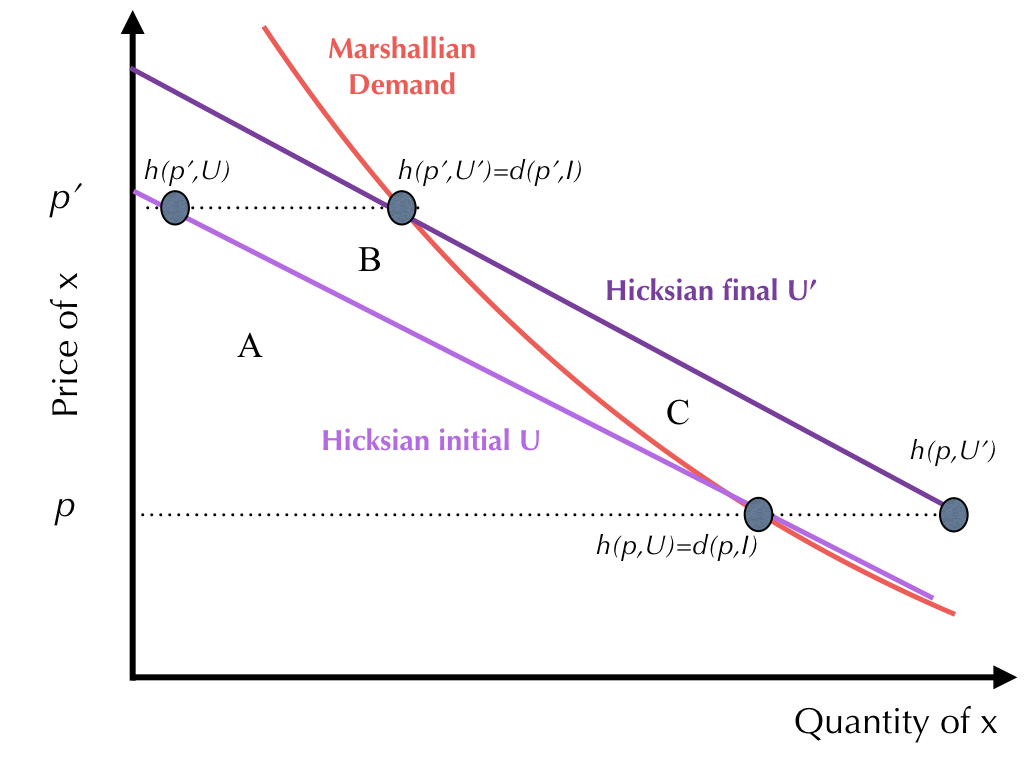 Marshallian
Demand
h(p′,U)
h(p′,U′)=d(p′,I)
p′
B
Hicksian final U′
Price of x
A
C
Hicksian initial U
h(p,U′)
p
h(p,U)=d(p,I)
Quantity of x